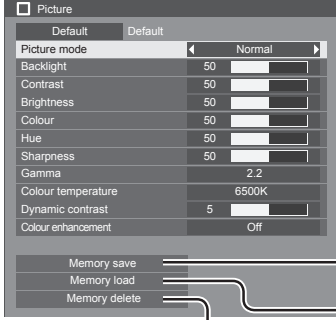 Picture
Default Default
Picture mode Normal
Backlight 50
Contrast 50
Brightness 50
Colour 50
Hue 50
Sharpness 50
Gamma 2.2
Colour temperature 6500K
Dynamic contrast 5
Colour enhancement Off
Memory save
Memory load
Memory delete